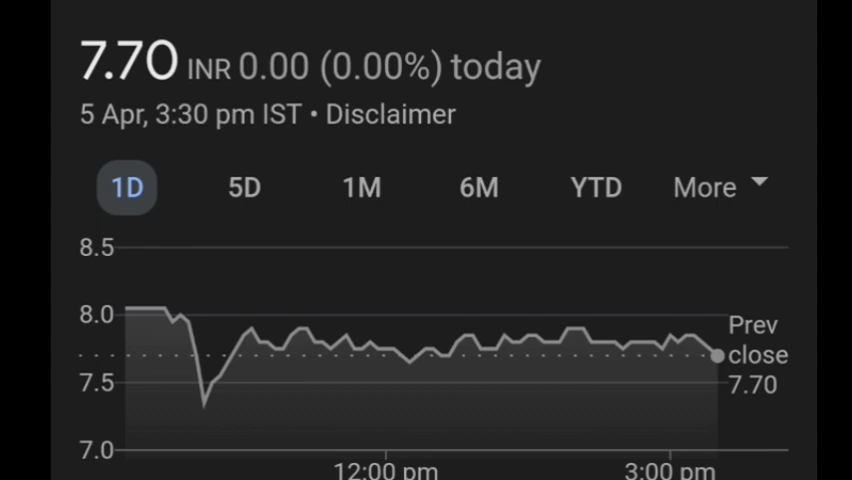 7.70 INR 0.00 (0.00%) today
5 Apr, 3:30 pm IST • Disclaimer
1D 5D 1M 6M YTD More
8.5
8.0
Prev
close
7.70
7.5
7.0
12:00 pm 3:00 pm